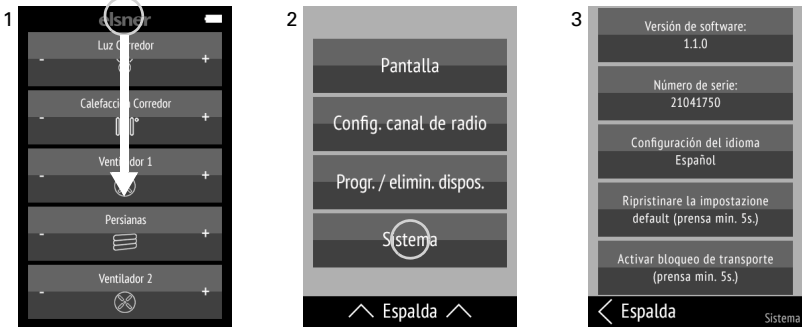 1
elsner
Luz Corredor
- +
Calefacción Corredor
- +
Ventilador 1
- +
Persianas
- +
Ventilador 2
- +
2
Pantalla
Config. canal de radio
Progr. / elimin. dispos.
Sistema
Espalda
3
Versión de software:
1.1.0
Número de serie:
21041750
Configuración del idioma
Español
Ripristinare la impostazione
default (prensa min. 5s.)
Activar bloqueo de transporte
(prensa min. 5s.)
Espalda
Sistema